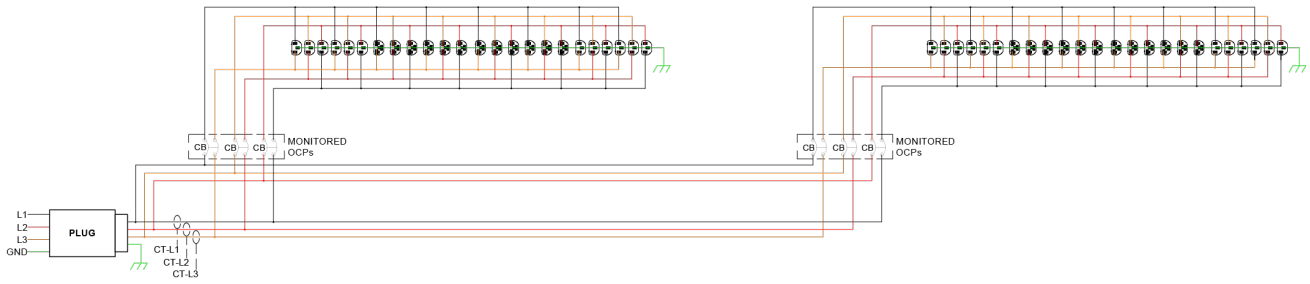 CB CB CB MONITORED
OCPs
CB CB CB MONITORED
OCPs
L1
L2
L3
GND
PLUG
CT-L1
CT-L2
CT-L3